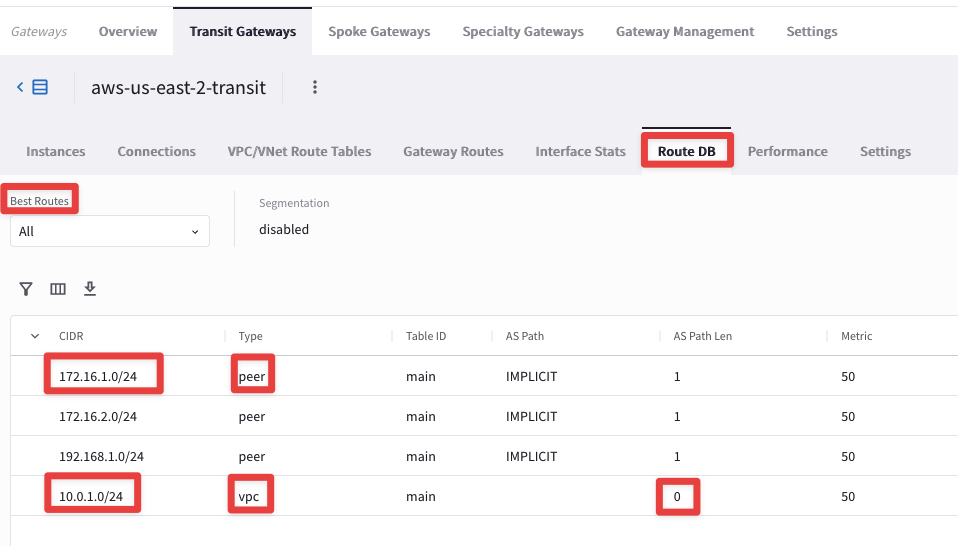 Gateways Overview Transit Gateways Spoke Gateways Specialty Gateways Gateway Management Settings
aws-us-east-2-transit
Instances Connections VPC/VNet Route Tables Gateway Routes Interface Stats Route DB Performance Settings
Best Routes Segmentation
All disabled
CIDR Type Table ID AS Path AS Path Len Metric
172.16.1.0/24 peer main IMPLICIT 1 50
172.16.2.0/24 peer main IMPLICIT 1 50
192.168.1.0/24 peer main IMPLICIT 1 50
10.0.1.0/24 vpc main 0 50